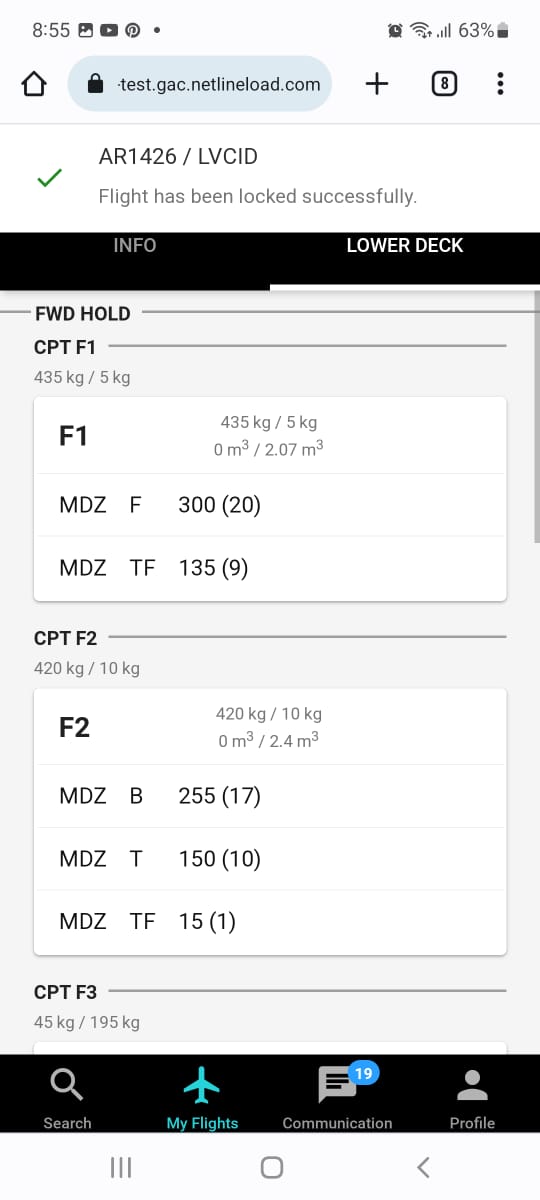 8:55
63%
-test.gac.netlineload.com
8
AR1426 / LVCID
Flight has been locked successfully.
INFO LOWER DECK
FWD HOLD
CPT F1
435 kg / 5 kg
F1
435 kg / 5 kg
0 m³ / 2.07 m³
MDZ F 300 (20)
MDZ TF 135 (9)
CPT F2
420 kg / 10 kg
F2
420 kg / 10 kg
0 m³ / 2.4 m³
MDZ B 255 (17)
MDZ T 150 (10)
MDZ TF 15 (1)
CPT F3
45 kg / 195 kg
19
Search My Flights Communication Profile